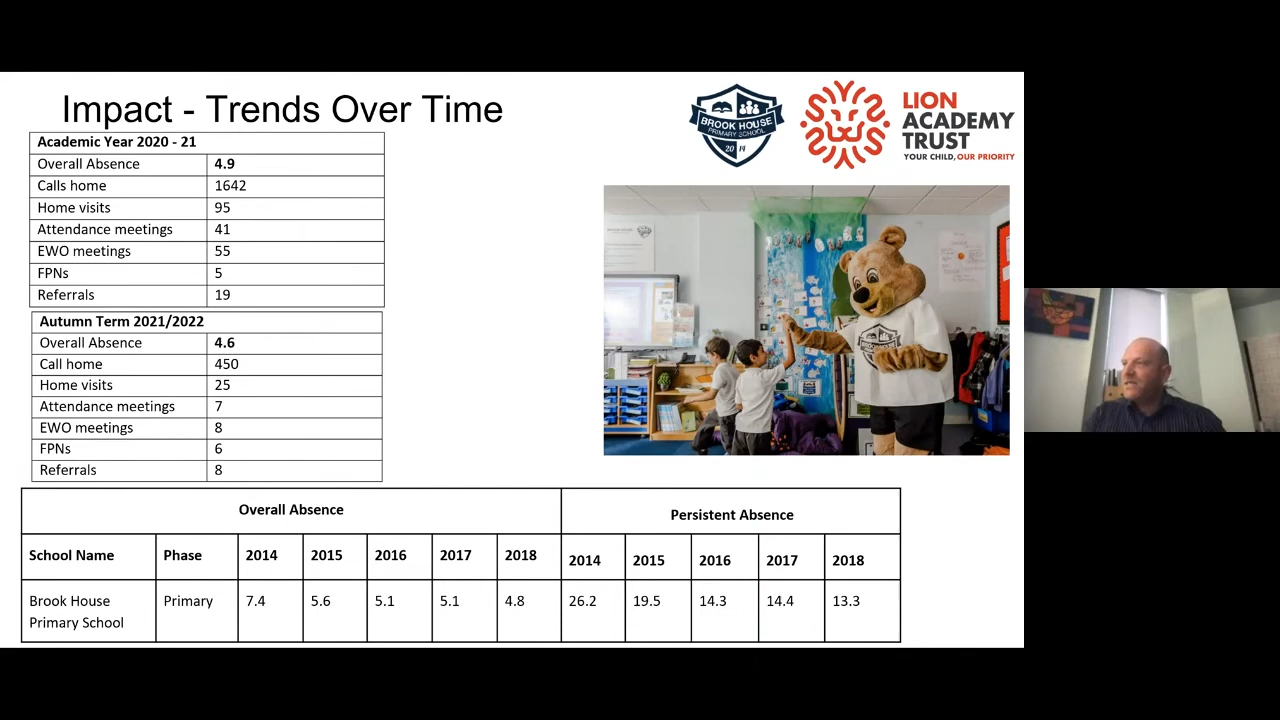 Impact - Trends Over Time
BROOK HOUSE
PRIMARY SCHOOL
20 14
LION
ACADEMY
TRUST
YOUR CHILD, OUR PRIORITY
Academic Year 2020 - 21
Overall Absence 4.9
Calls home 1642
Home visits 95
Attendance meetings 41
EWO meetings 55
FPNs 5
Referrals 19
Autumn Term 2021/2022
Overall Absence 4.6
Call home 450
Home visits 25
Attendance meetings 7
EWO meetings 8
FPNs 6
Referrals 8
BROOK HOUSE
Overall Absence Persistent Absence
School Name Phase 2014 2015 2016 2017 2018 2014 2015 2016 2017 2018
Brook House Primary 7.4 5.6 5.1 5.1 4.8 26.2 19.5 14.3 14.4 13.3
Primary School